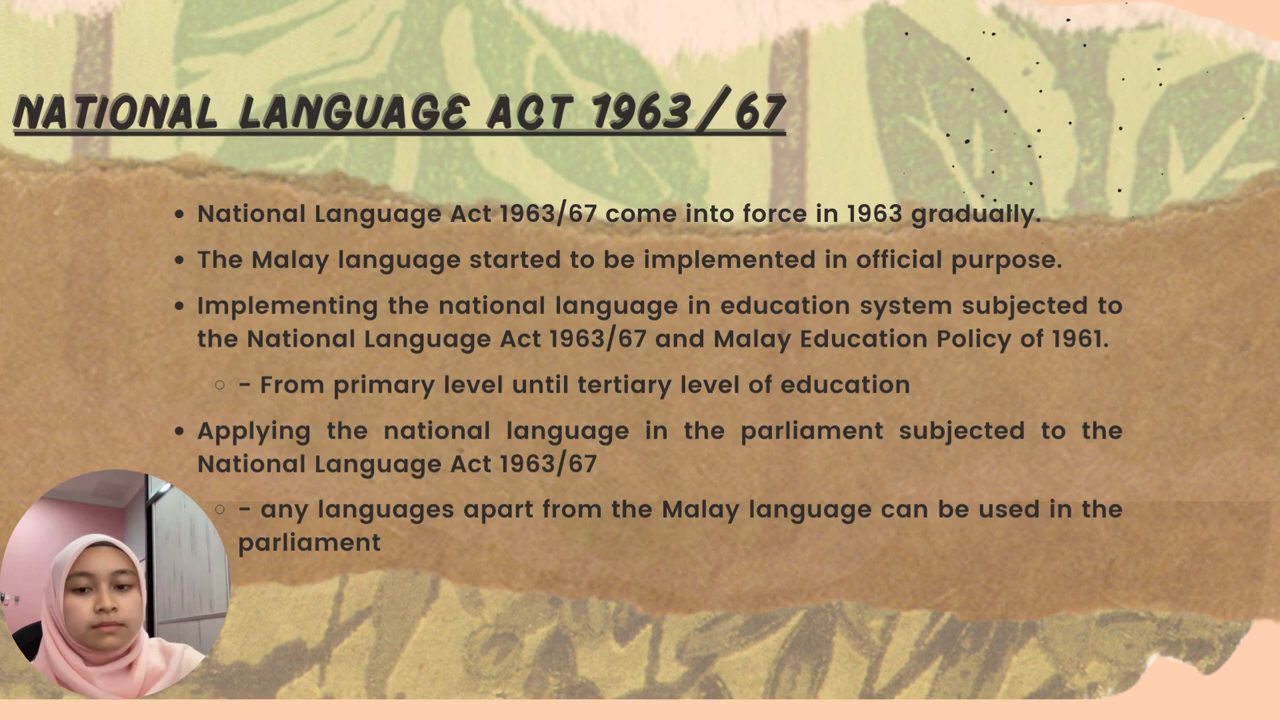 NATIONAL LANGUAGE ACT 1963/67
• National Language Act 1963/67 come into force in 1963 gradually.
• The Malay language started to be implemented in official purpose.
• Implementing the national language in education system subjected to
the National Language Act 1963/67 and Malay Education Policy of 1961.
○ - From primary level until tertiary level of education
• Applying the national language in the parliament subjected to the
National Language Act 1963/67
○ - any languages apart from the Malay language can be used in the
parliament